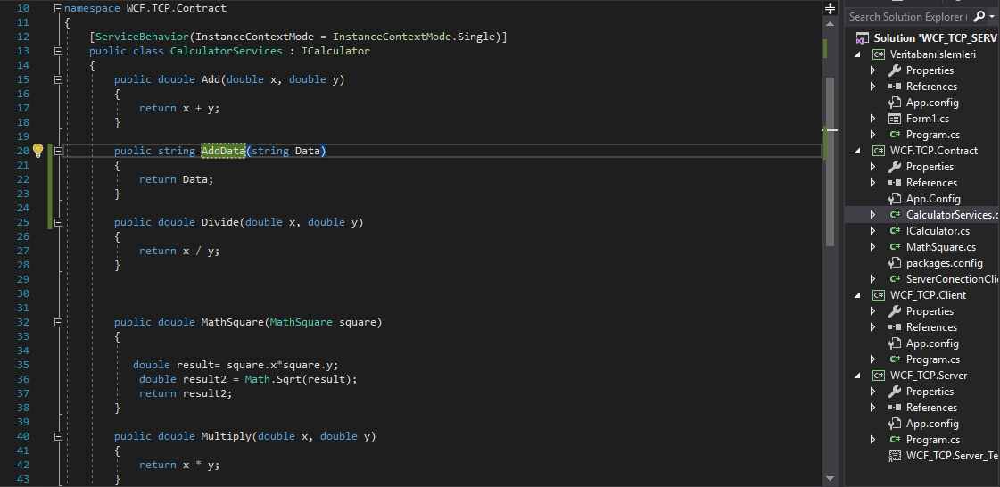 10 namespace WCF.TCP.Contract
11 {
12 [ServiceBehavior(InstanceContextMode = InstanceContextMode.Single)]
13 public class CalculatorServices : ICalculator
14 {
15 public double Add(double x, double y)
16 {
17 return x + y;
18 }
19
20 public string AddData(string Data)
21 {
22 return Data;
23 }
24
25 public double Divide(double x, double y)
26 {
27 return x / y;
28 }
29
30
31
32 public double MathSquare(MathSquare square)
33 {
34
35 double result= square.x*square.y;
36 double result2 = Math.Sqrt(result);
37 return result2;
38 }
39
40 public double Multiply(double x, double y)
41 {
42 return x * y;
43 }
Search Solution Explorer (
Solution 'WCF_TCP_SERV
C# Veritabanıİslemleri
Properties
References
App.config
Form1.cs
C# Program.cs
C# WCF.TCP.Contract
Properties
References
App.Config
C# CalculatorServices.c
C# ICalculator.cs
C# MathSquare.cs
packages.config
C# ServerConectionClie
C# WCF_TCP.Client
Properties
References
App.config
C# Program.cs
C# WCF_TCP.Server
Properties
References
App.config
C# Program.cs
WCF_TCP.Server_Te